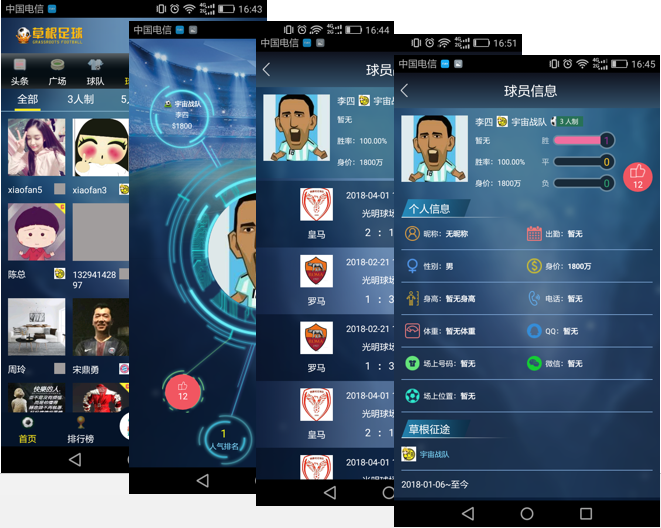 中国电信
16:43
草根足球
GRASSROOTS FOOTBALL
头条
广场
球队
全部
3人制
5人
xiaofan5
xiaofan3
陈总
132941428
97
周玲
宋鼎勇
快樂的人
首页
排行榜
中国电信
16:44
宇宙战队
李四
$1800
12
1
人气排名
中国电信
16:51
球员
李四
宇宙
暂无
胜率：100.00%
身价：1800万
2018-04-01
光明球场
皇马
2 : 1
2018-02-21
光明球场
罗马
1 : 3
2018-02-21
光明球场
罗马
1 : 3
2018-04-01
光明球场
皇马
2 : 1
2018-02-21
中国电信
16:45
球员信息
李四
宇宙战队
3人制
暂无
胜
1
胜率：100.00%
平
0
身价：1800万
负
0
12
个人信息
昵称：无昵称
出勤：暂无
性别：男
身价：1800万
身高：暂无身高
电话：暂无
体重：暂无体重
QQ：暂无
场上号码：暂无
微信：暂无
场上位置：暂无
草根征途
宇宙战队
2018-01-06~至今